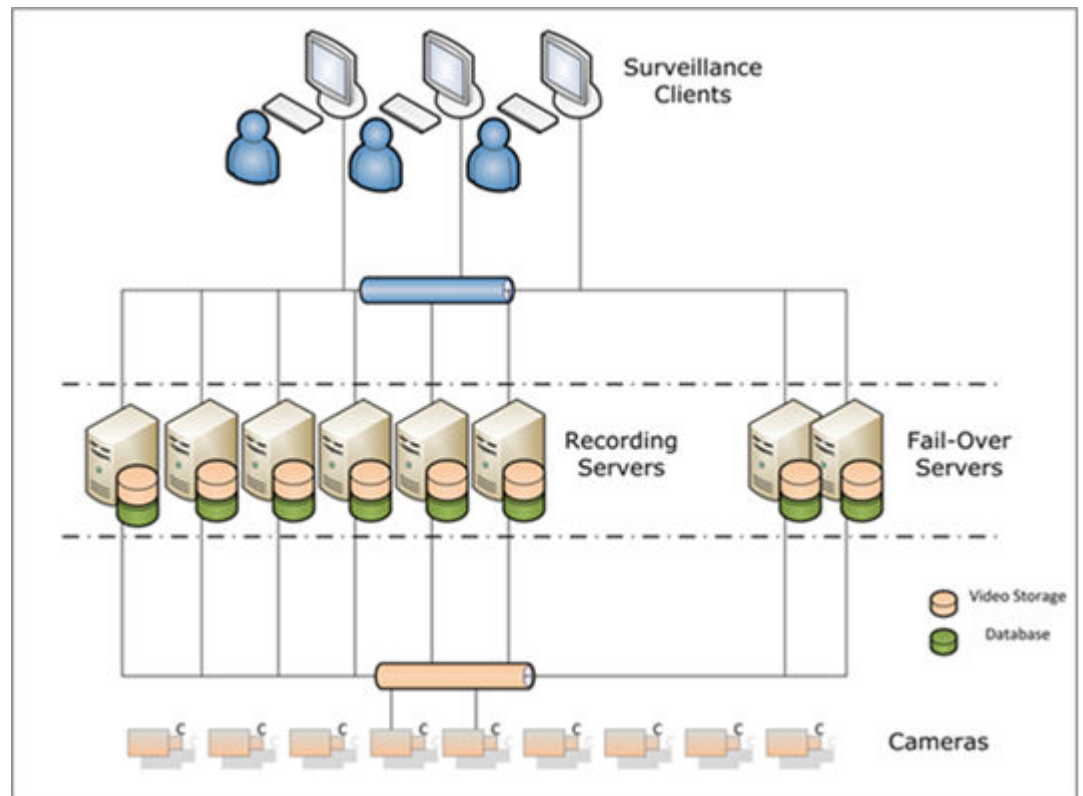 Surveillance
Clients
Recording
Servers
Fail-Over
Servers
Video Storage
Database
C C C C C C C C C
Cameras